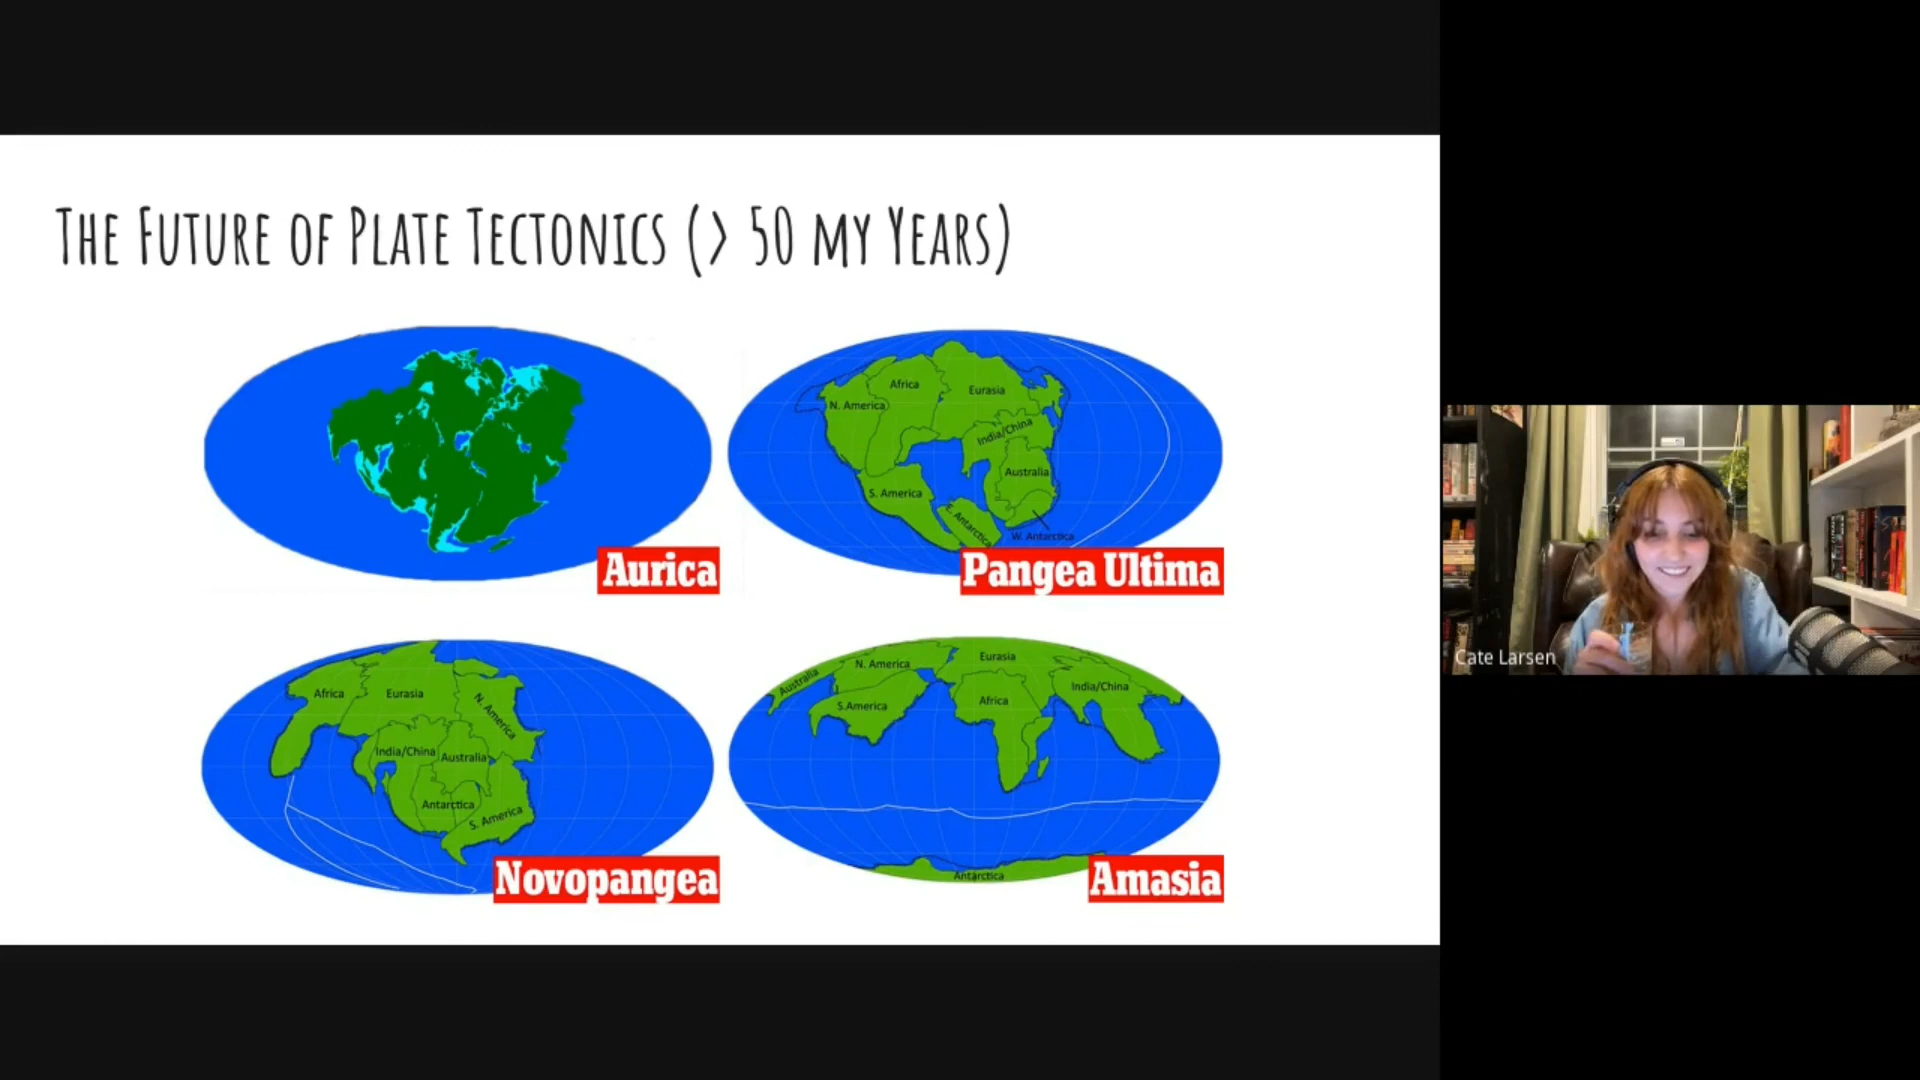 The Future of Plate Tectonics (> 50 my Years)
Aurica
Africa
Eurasia
N. America
India/China
Australia
S. America
E. Antarctica
W. Antarctica
Pangea Ultima
Africa
Eurasia
N. America
India/China
Australia
Antarctica
S. America
Novopangea
Australia
N. America
Eurasia
India/China
S.America
Africa
Antarctica
Amasia
Cate Larsen